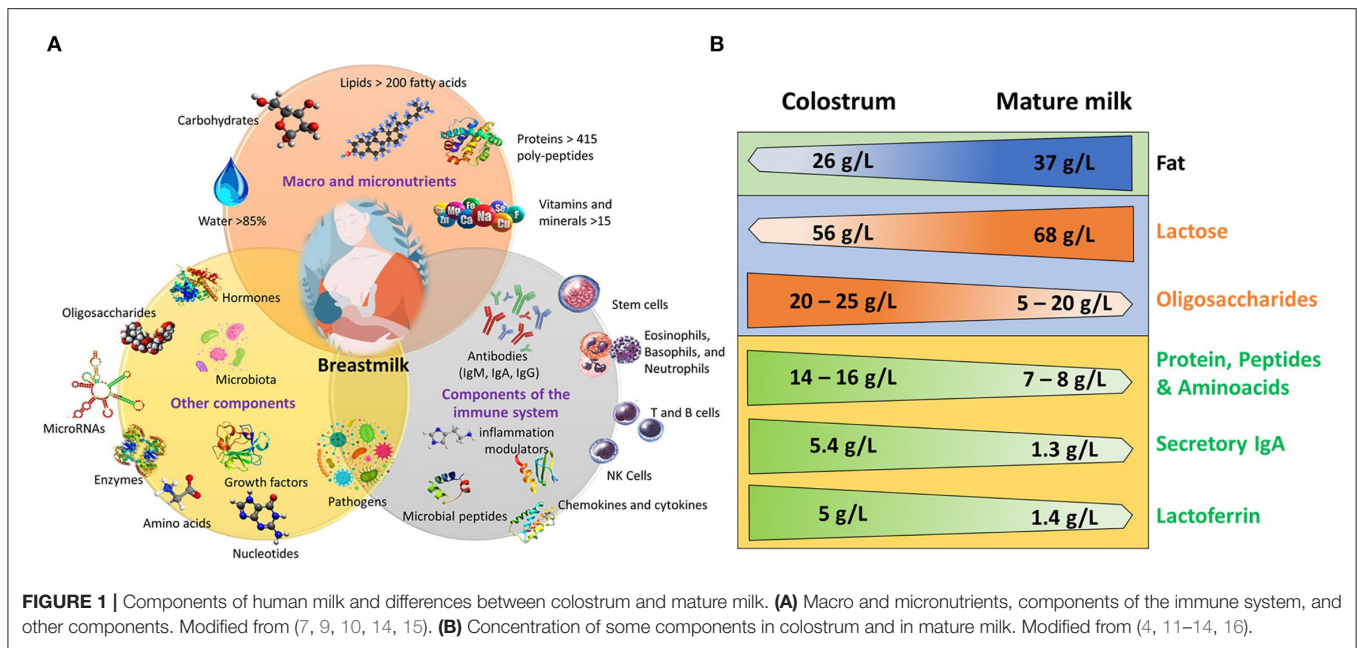 A
Lipids > 200 fatty acids
Carbohydrates
Proteins > 415
poly-peptides
Macro and micronutrients
Water >85%
Vitamins and
minerals >15
Mg
Fe
Se
F
Zn
Ca
Na
Cu
Hormones
Oligosaccharides
Microbiota
Breastmilk
Other components
MicroRNAs
Enzymes
Growth factors
Amino acids
Nucleotides
Pathogens
Stem cells
Antibodies
(IgM, IgA, IgG)
Eosinophils,
Basophils, and
Neutrophils
Components of the
immune system
T and B cells
inflammation
modulators
NK Cells
Microbial peptides
Chemokines and cytokines
B
Colostrum
Mature milk
26 g/L
37 g/L
Fat
56 g/L
68 g/L
Lactose
20 – 25 g/L
5 – 20 g/L
Oligosaccharides
14 – 16 g/L
7 – 8 g/L
Protein, Peptides
& Aminoacids
5.4 g/L
1.3 g/L
Secretory IgA
5 g/L
1.4 g/L
Lactoferrin
FIGURE 1 | Components of human milk and differences between colostrum and mature milk. (A) Macro and micronutrients, components of the immune system, and
other components. Modified from (7, 9, 10, 14, 15). (B) Concentration of some components in colostrum and in mature milk. Modified from (4, 11–14, 16).